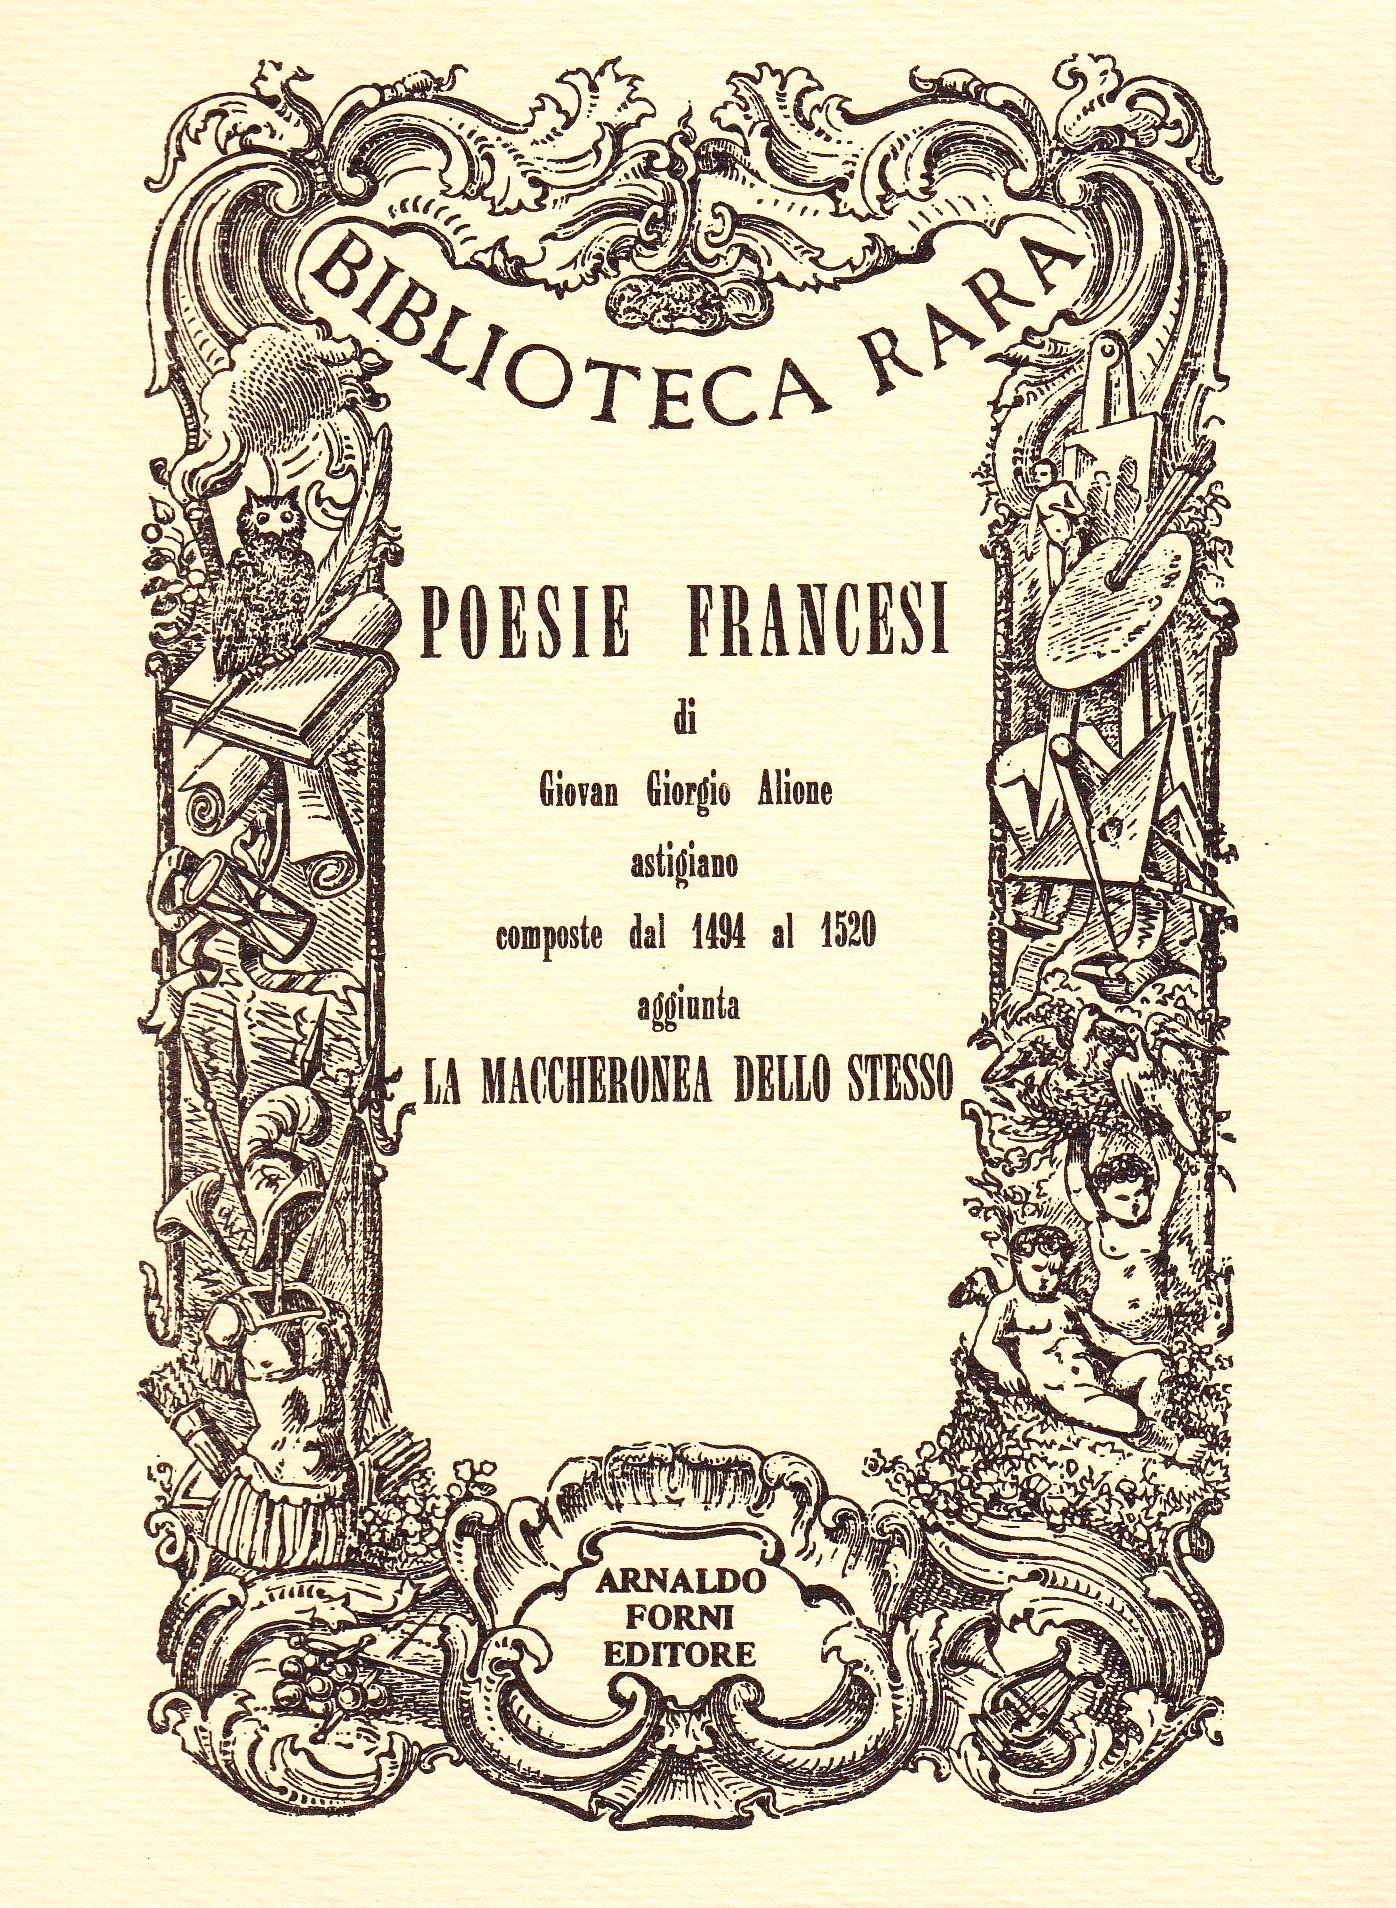 BIBLIOTECA RARA
POESIE FRANCESI
di
Giovan Giorgio Alione
astigiano
composte dal 1494 al 1520
aggiunta
LA MACCHERONEA DELLO STESSO
ARNALDO
FORNI
EDITORE